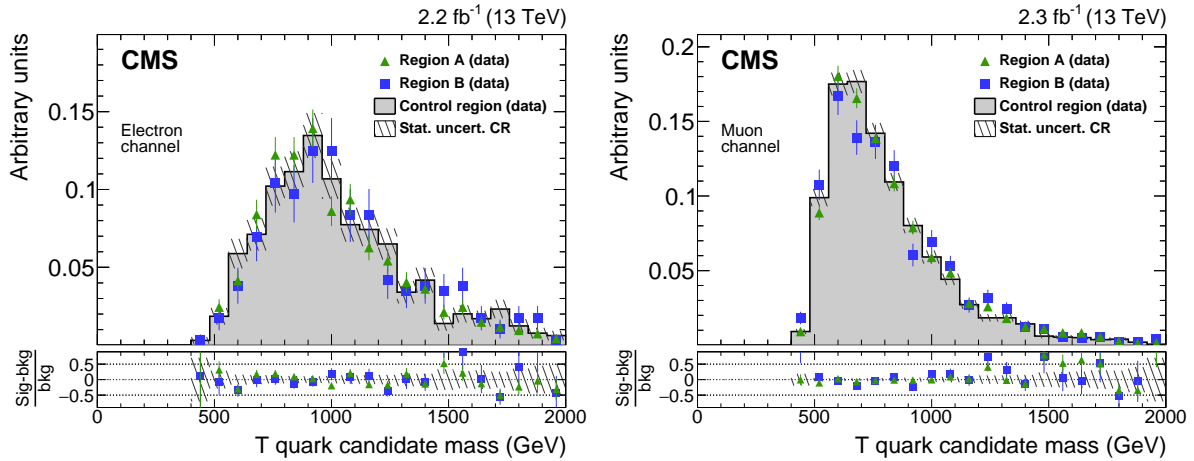 2.2 fb⁻¹ (13 TeV)
CMS
Electron
channel
Region A (data)
Region B (data)
Control region (data)
Stat. uncert. CR
Arbitrary units
0.15
0.1
0.05
Sig-bkg
bkg
0.5
0
−0.5
0 500 1000 1500 2000
T quark candidate mass (GeV)
2.3 fb⁻¹ (13 TeV)
CMS
Muon
channel
Region A (data)
Region B (data)
Control region (data)
Stat. uncert. CR
Arbitrary units
0.2
0.15
0.1
0.05
0
Sig-bkg
bkg
0.5
0
−0.5
0 500 1000 1500 2000
T quark candidate mass (GeV)